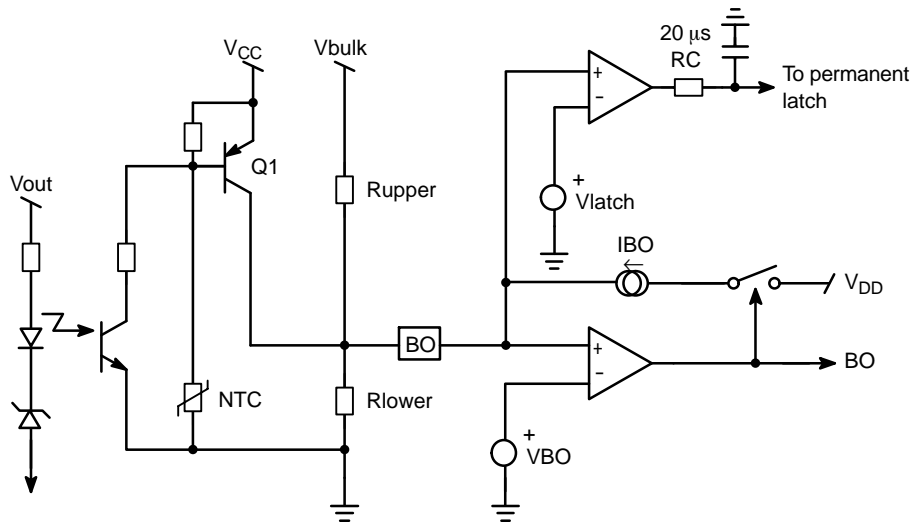 20 µs
RC
V_CC
Vbulk
+
−
To permanent
latch
Q1
Vout
Rupper
+
Vlatch
IBO
V_DD
BO
+
−
BO
NTC
Rlower
+
VBO